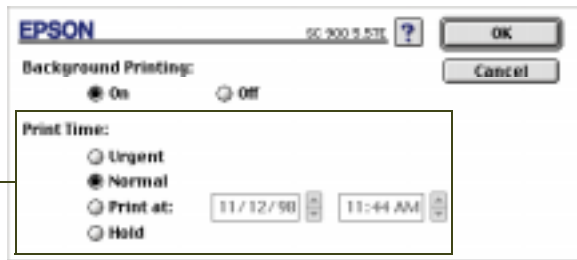 EPSON SC 900 5.57E ? OK
Background Printing: Cancel
On Off
Print Time:
Urgent
Normal
Print at: 11/12/98 11:44 AM
Hold